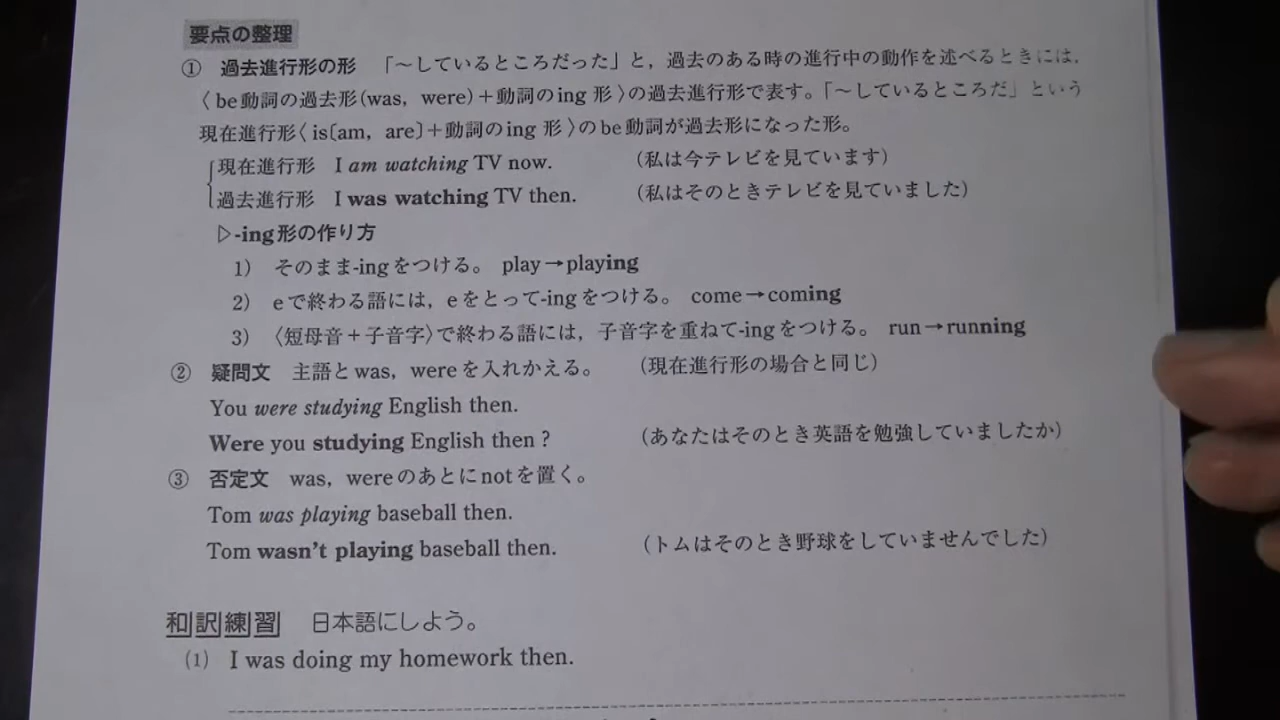 要点の整理
① 過去進行形の形 「～しているところだった」と，過去のある時の進行中の動作を述べるときには，
〈be動詞の過去形(was, were)＋動詞のing 形〉の過去進行形で表す。「～しているところだ」という
現在進行形〈is〔am, are〕＋動詞のing 形〉のbe動詞が過去形になった形。
現在進行形 I am watching TV now. （私は今テレビを見ています）
過去進行形 I was watching TV then. （私はそのときテレビを見ていました）
▷-ing形の作り方
1) そのまま-ingをつける。 play→playing
2) eで終わる語には，eをとって-ingをつける。 come→coming
3) 〈短母音＋子音字〉で終わる語には，子音字を重ねて-ingをつける。 run→running
② 疑問文 主語とwas, wereを入れかえる。 （現在進行形の場合と同じ）
You were studying English then.
Were you studying English then? （あなたはそのとき英語を勉強していましたか）
③ 否定文 was, wereのあとにnotを置く。
Tom was playing baseball then.
Tom wasn't playing baseball then. （トムはそのとき野球をしていませんでした）
和訳練習 日本語にしよう。
(1) I was doing my homework then.